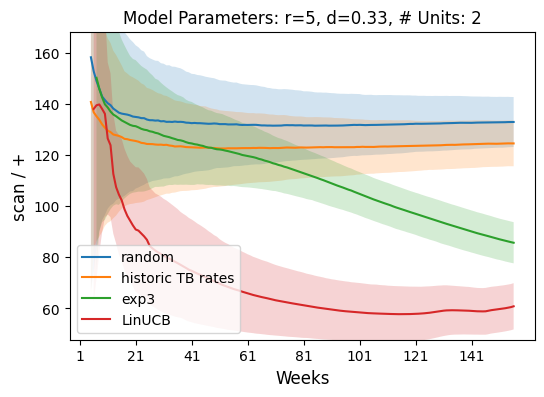 Model Parameters: r=5, d=0.33, # Units: 2
160
140
120
100
80
60
scan / +
random
historic TB rates
exp3
LinUCB
1 21 41 61 81 101 121 141
Weeks